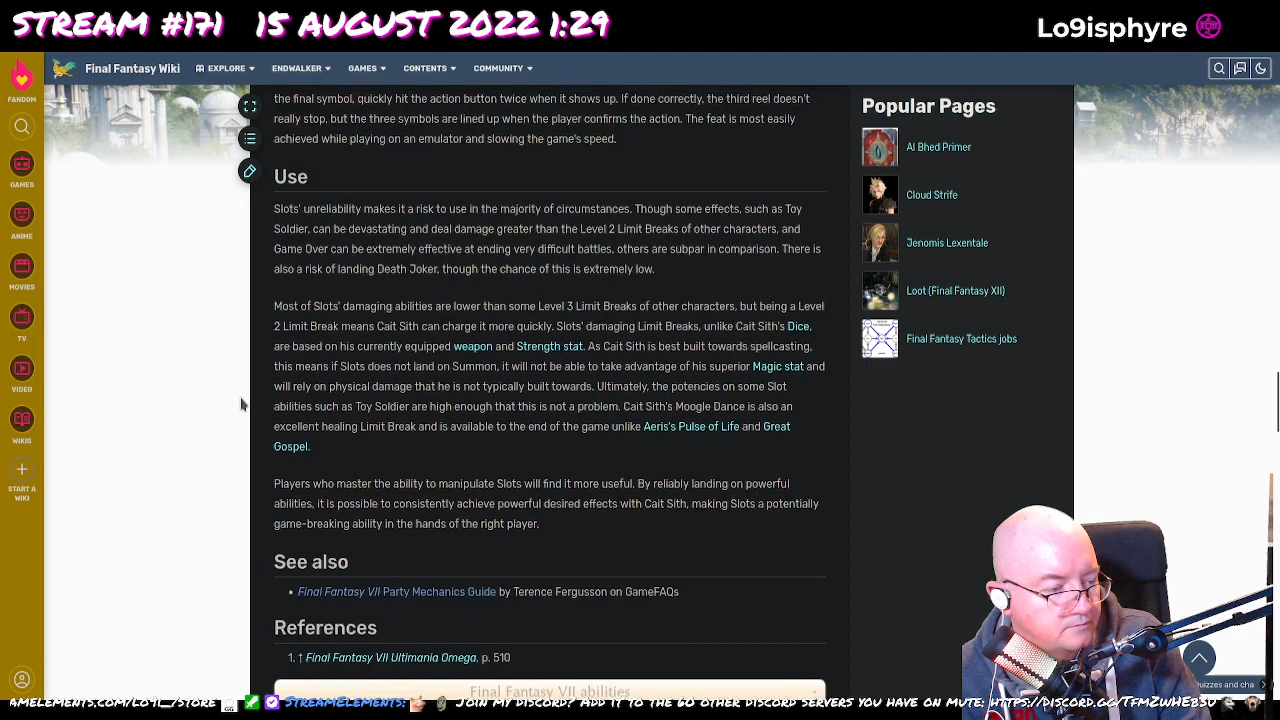 STREAM #171 15 AUGUST 2022 1:29
Lo9isphyre
FANDOM
GAMES
ANIME
MOVIES
TV
VIDEO
WIKIS
START A
WIKI
Final Fantasy Wiki
EXPLORE
ENDWALKER
GAMES
CONTENTS
COMMUNITY
the final symbol, quickly hit the action button twice when it shows up. If done correctly, the third reel doesn't
really stop, but the three symbols are lined up when the player confirms the action. The feat is most easily
achieved while playing on an emulator and slowing the game's speed.
Use
Slots' unreliability makes it a risk to use in the majority of circumstances. Though some effects, such as Toy
Soldier, can be devastating and deal damage greater than the Level 2 Limit Breaks of other characters, and
Game Over can be extremely effective at ending very difficult battles, others are subpar in comparison. There is
also a risk of landing Death Joker, though the chance of this is extremely low.
Most of Slots' damaging abilities are lower than some Level 3 Limit Breaks of other characters, but being a Level
2 Limit Break means Cait Sith can charge it more quickly. Slots' damaging Limit Breaks, unlike Cait Sith's Dice,
are based on his currently equipped weapon and Strength stat. As Cait Sith is best built towards spellcasting,
this means if Slots does not land on Summon, it will not be able to take advantage of his superior Magic stat and
will rely on physical damage that he is not typically built towards. Ultimately, the potencies on some Slot
abilities such as Toy Soldier are high enough that this is not a problem. Cait Sith's Moogle Dance is also an
excellent healing Limit Break and is available to the end of the game unlike Aeris's Pulse of Life and Great
Gospel.
Players who master the ability to manipulate Slots will find it more useful. By reliably landing on powerful
abilities, it is possible to consistently achieve powerful desired effects with Cait Sith, making Slots a potentially
game-breaking ability in the hands of the right player.
See also
Final Fantasy VII Party Mechanics Guide by Terence Fergusson on GameFAQs
References
1. ↑ Final Fantasy VII Ultimania Omega, p. 510
Final Fantasy VII abilities
Popular Pages
Al Bhed Primer
Cloud Strife
Jenomis Lexentale
Loot (Final Fantasy XII)
Final Fantasy Tactics jobs
Quizzes and cha
STREAMELEMENTS: JOIN MY DISCORD? ADD IT TO THE 60 OTHER DISCORD SERVERS YOU HAVE ON MUTE: